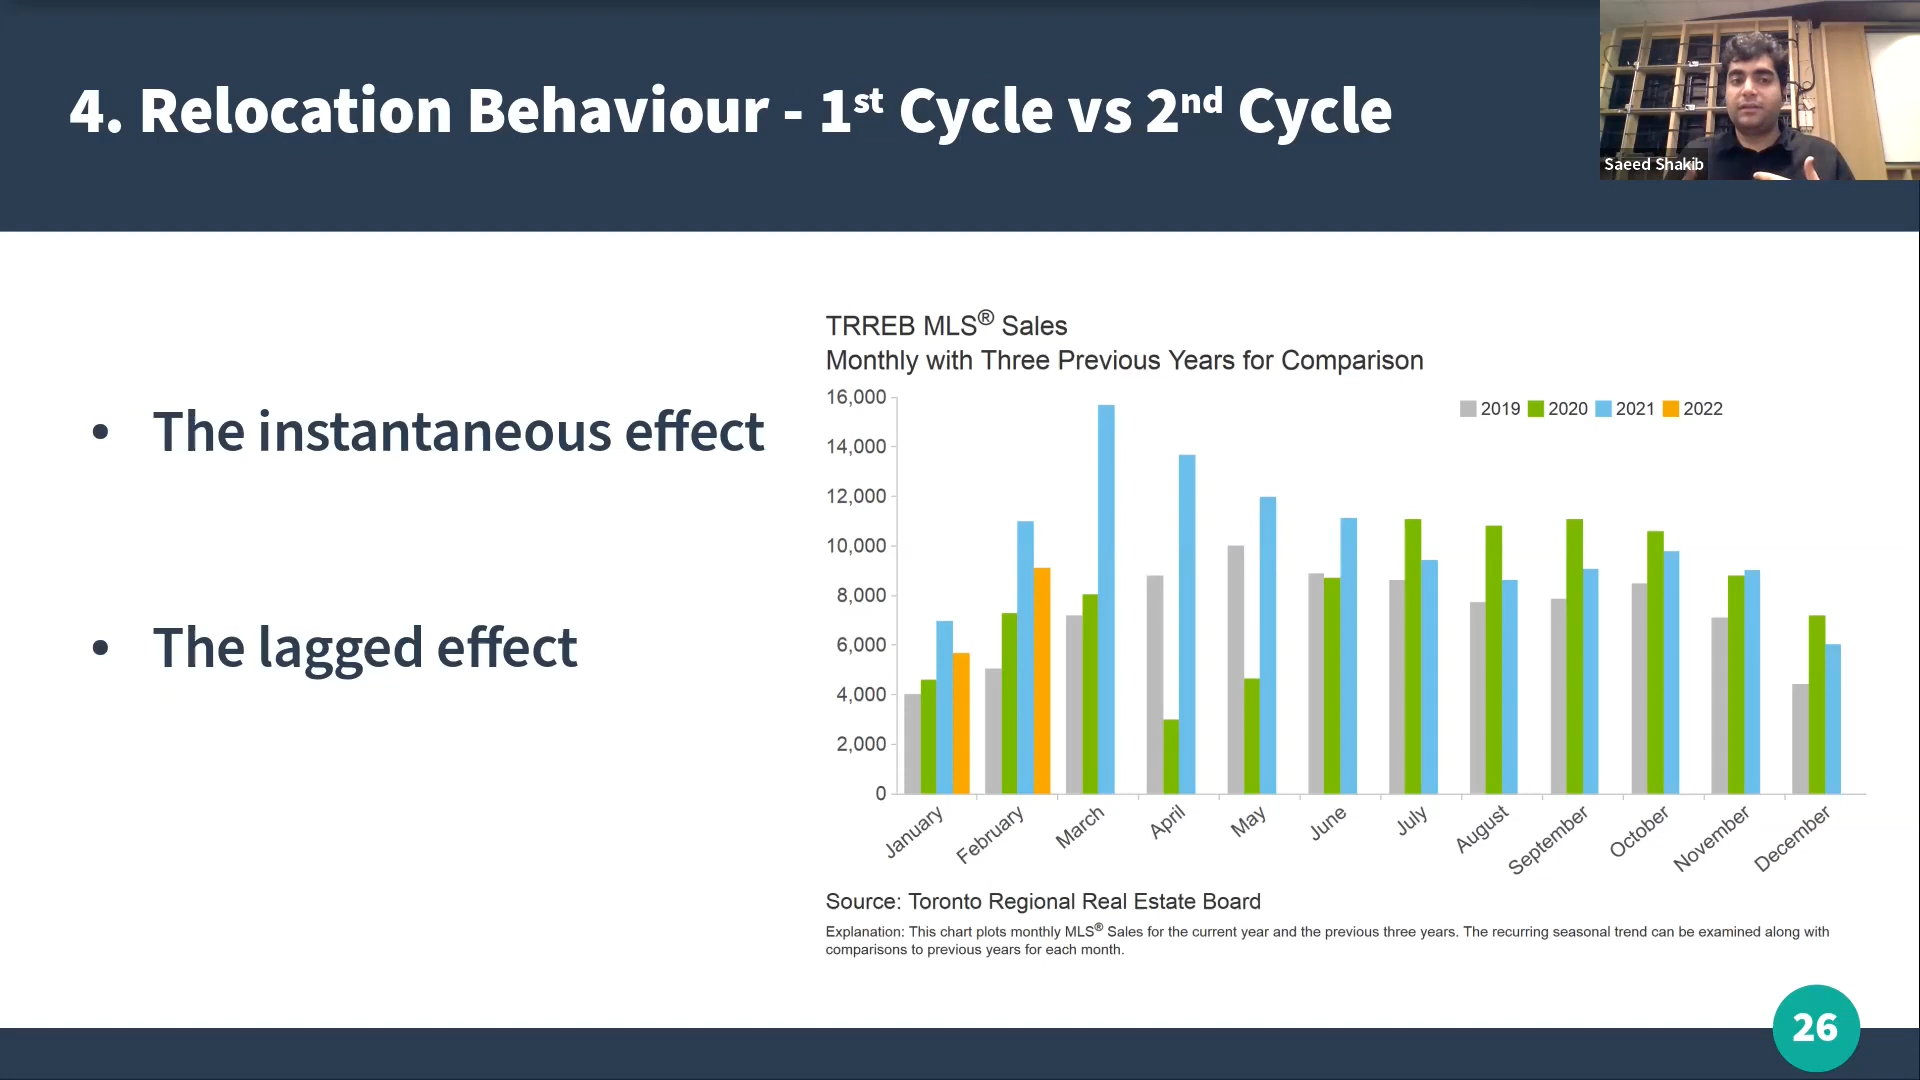 4. Relocation Behaviour - 1st Cycle vs 2nd Cycle
Saeed Shakib
• The instantaneous effect
• The lagged effect
TRREB MLS® Sales
Monthly with Three Previous Years for Comparison
2019 2020 2021 2022
16,000
14,000
12,000
10,000
8,000
6,000
4,000
2,000
0
January February March April May June July August September October November December
Source: Toronto Regional Real Estate Board
Explanation: This chart plots monthly MLS® Sales for the current year and the previous three years. The recurring seasonal trend can be examined along with
comparisons to previous years for each month.
26